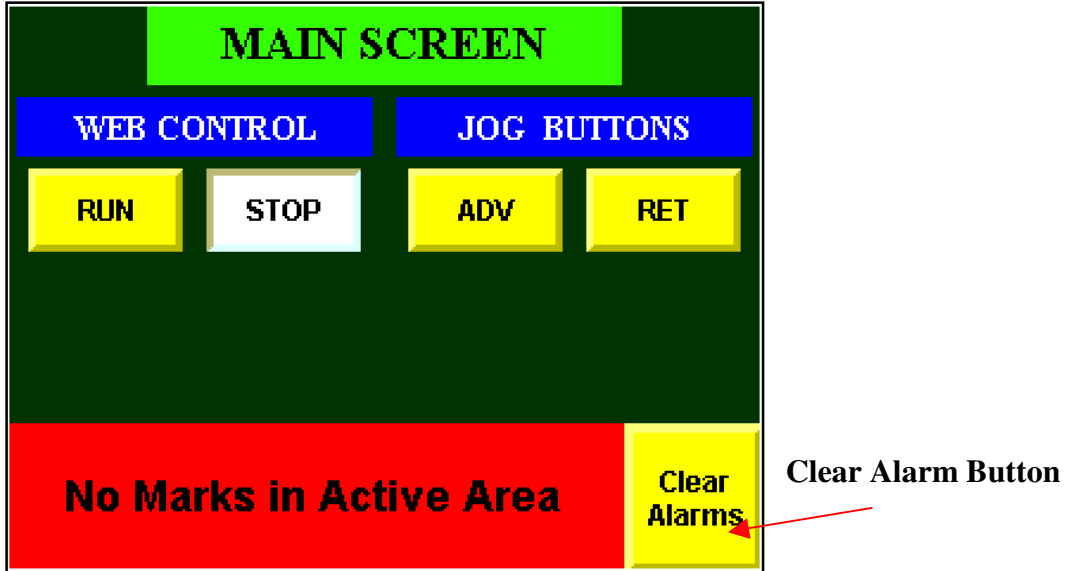 MAIN SCREEN
WEB CONTROL
JOG BUTTONS
RUN
STOP
ADV
RET
No Marks in Active Area
Clear
Alarms
Clear Alarm Button